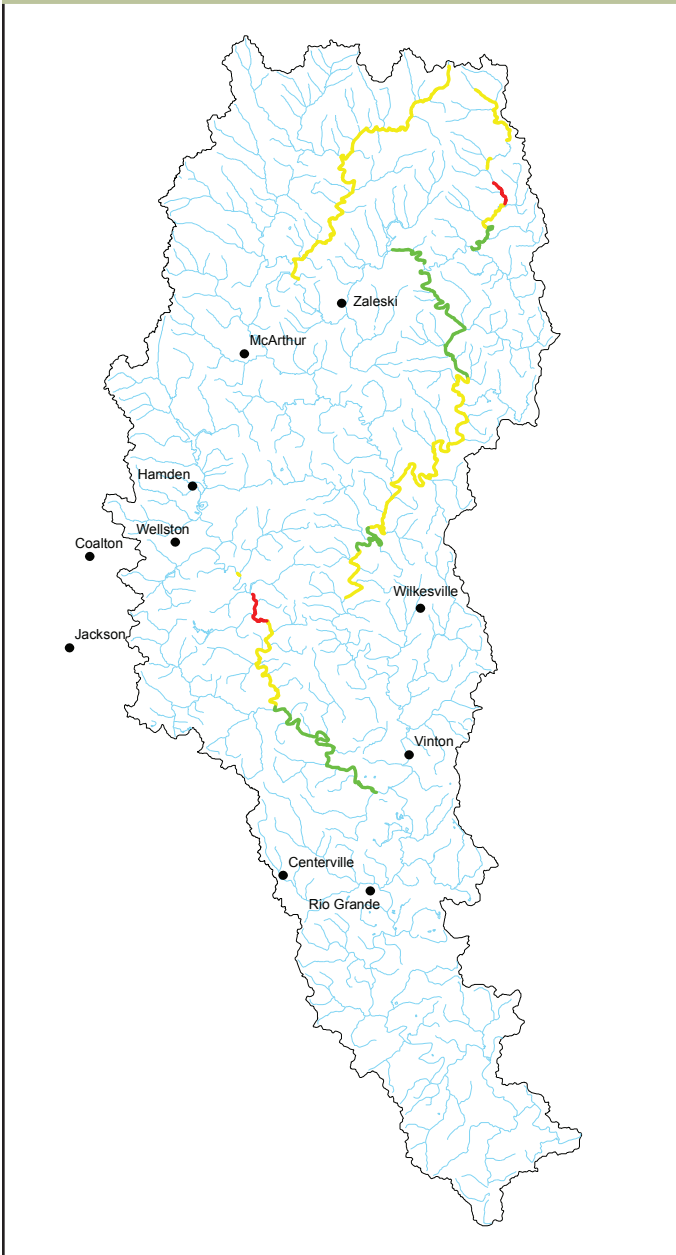 Zaleski
McArthur
Hamden
Wellston
Coalton
Wilkesville
Jackson
Vinton
Centerville
Rio Grande